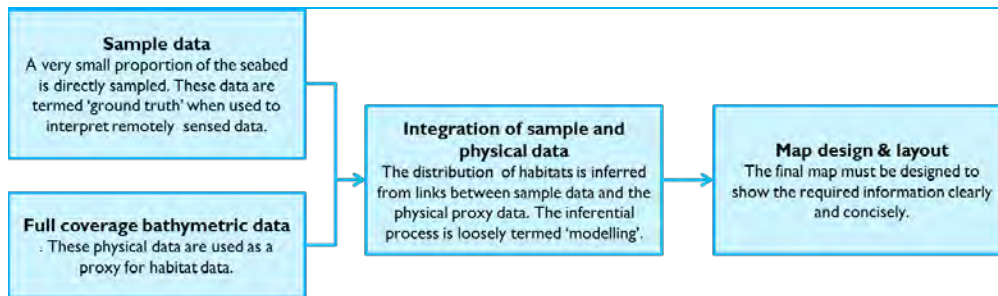 Sample data
A very small proportion of the seabed
is directly sampled. These data are
termed ‘ground truth’ when used to
interpret remotely  sensed data.
Full coverage bathymetric data
. These physical data are used as a
proxy for habitat data.
Integration of sample and
physical data
The distribution  of habitats is inferred
from links between sample data and the
physical proxy data. The inferential
process is loosely termed ‘modelling’.
Map design & layout
The final map must be designed to
show the required information clearly
and concisely.